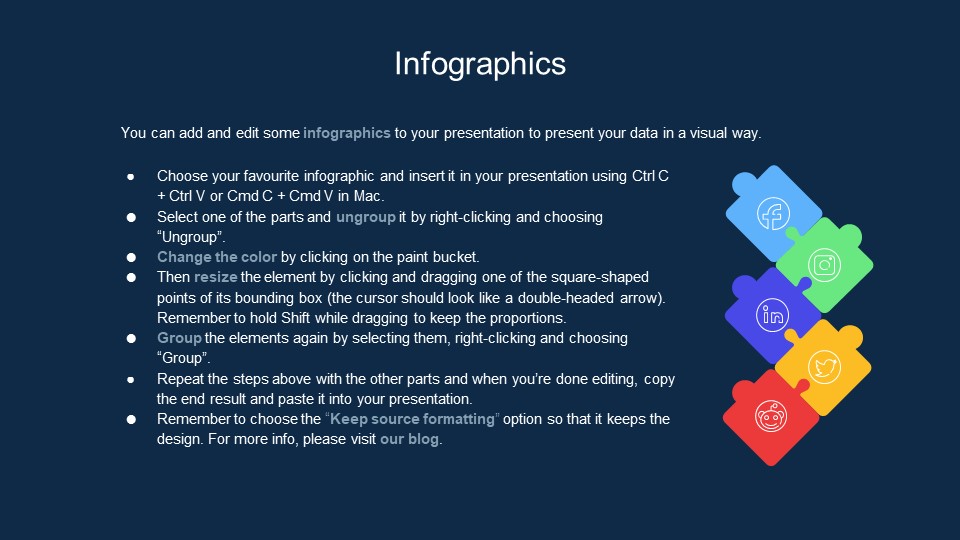 Infographics
You can add and edit some infographics to your presentation to present your data in a visual way.
● Choose your favourite infographic and insert it in your presentation using Ctrl C
+ Ctrl V or Cmd C + Cmd V in Mac.
● Select one of the parts and ungroup it by right-clicking and choosing
“Ungroup”.
● Change the color by clicking on the paint bucket.
● Then resize the element by clicking and dragging one of the square-shaped
points of its bounding box (the cursor should look like a double-headed arrow).
Remember to hold Shift while dragging to keep the proportions.
● Group the elements again by selecting them, right-clicking and choosing
“Group”.
● Repeat the steps above with the other parts and when you’re done editing, copy
the end result and paste it into your presentation.
● Remember to choose the “Keep source formatting” option so that it keeps the
design. For more info, please visit our blog.
in